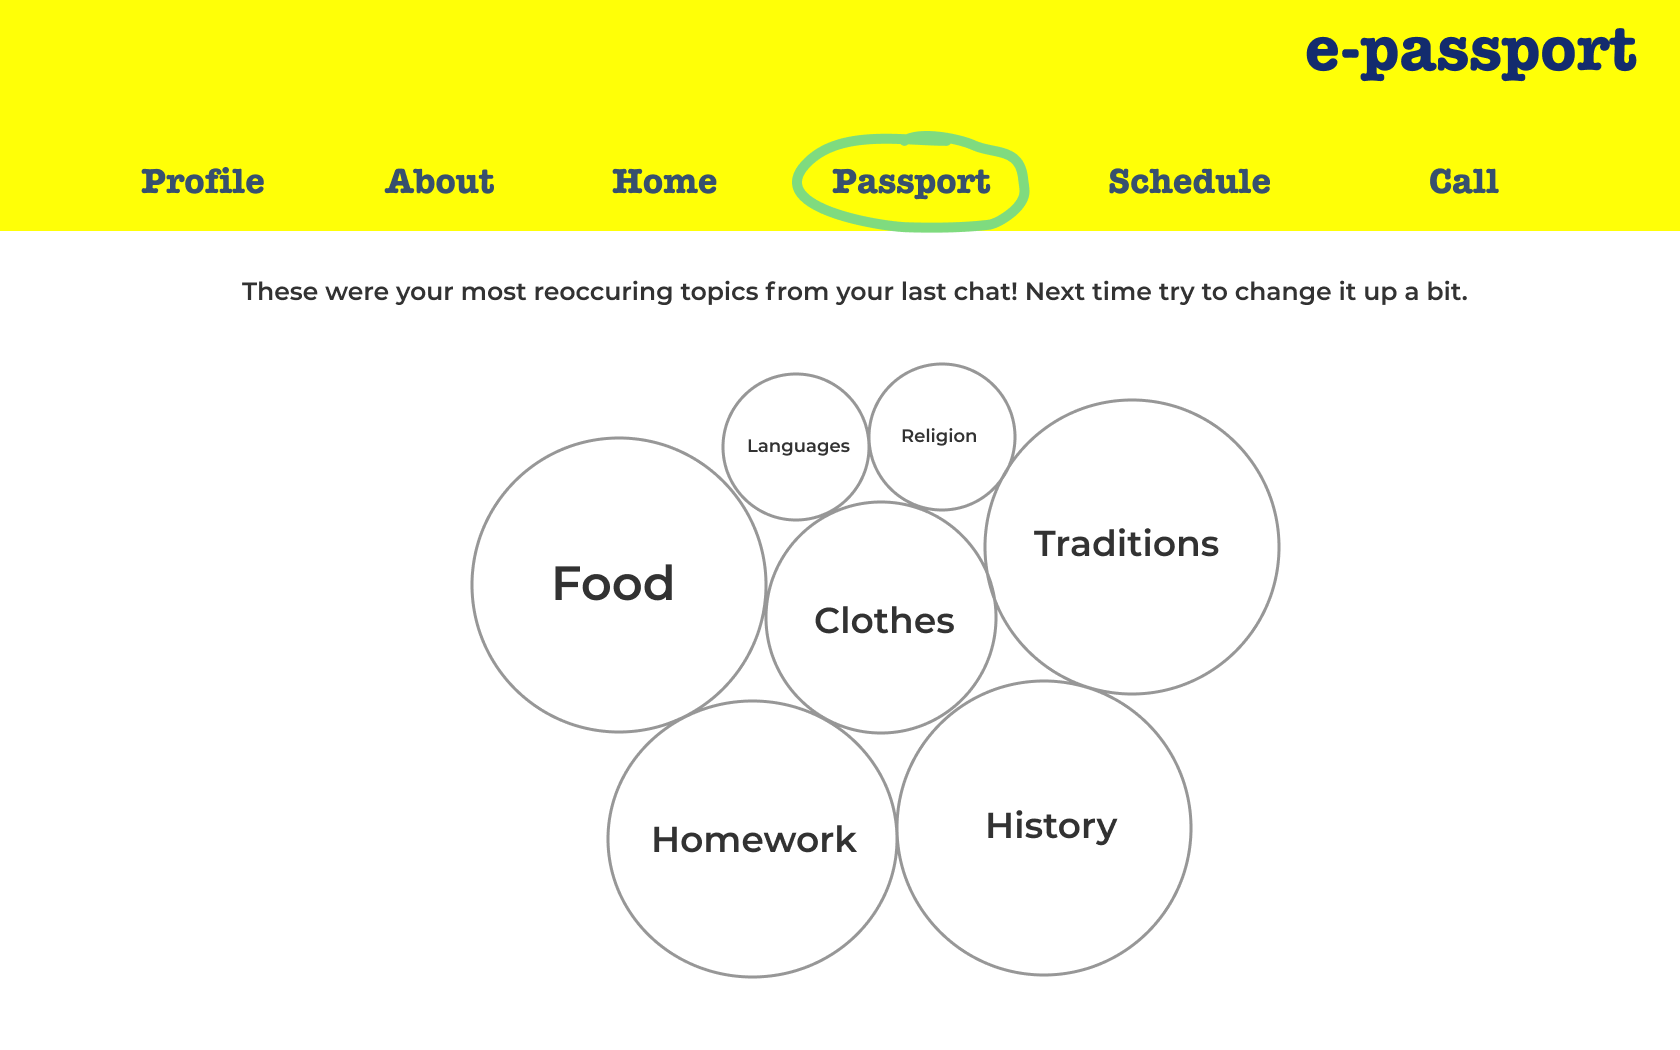 e-passport
Profile About Home Passport Schedule Call
These were your most reoccuring topics from your last chat! Next time try to change it up a bit.
Languages
Religion
Food
Clothes
Traditions
Homework
History